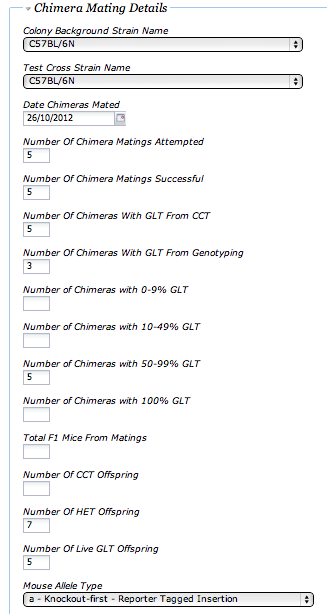 Chimera Mating Details
Colony Background Strain Name
C57BL/6N
Test Cross Strain Name
C57BL/6N
Date Chimeras Mated
26/10/2012
Number Of Chimera Matings Attempted
5
Number Of Chimera Matings Successful
5
Number Of Chimeras With GLT From CCT
5
Number Of Chimeras With GLT From Genotyping
3
Number of Chimeras with 0-9% GLT
Number of Chimeras with 10-49% GLT
Number of Chimeras with 50-99% GLT
5
Number of Chimeras with 100% GLT
Total F1 Mice From Matings
Number Of CCT Offspring
Number Of HET Offspring
7
Number Of Live GLT Offspring
5
Mouse Allele Type
a - Knockout-first - Reporter Tagged Insertion